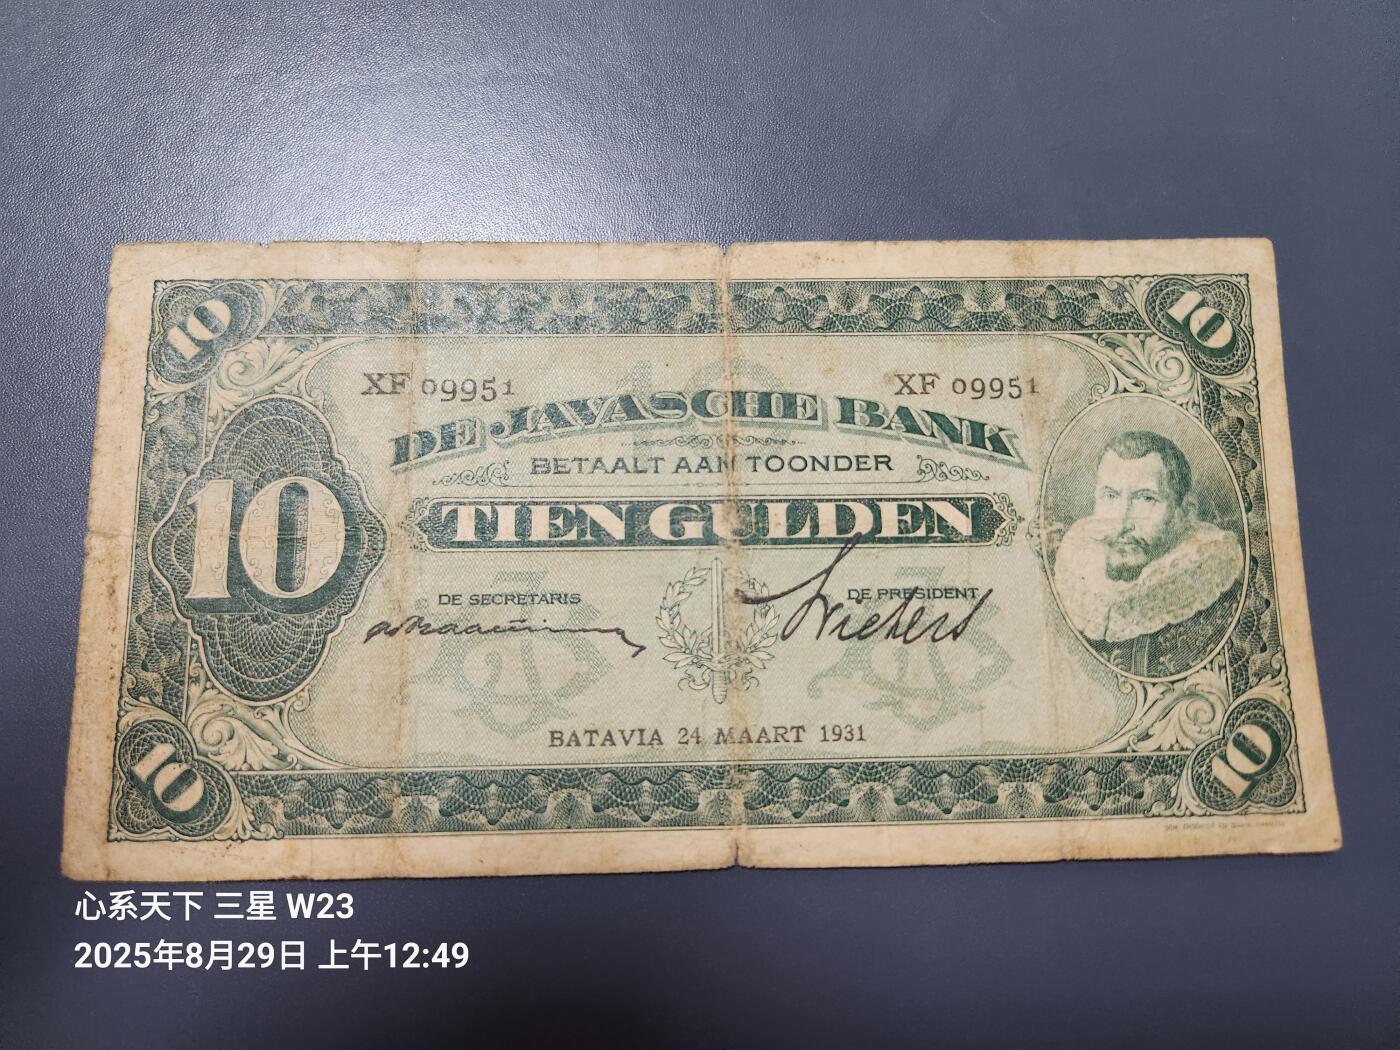 10
10
XF 09951
XF 09951
DE JAVASCHE BANK
BETAALT AAN TOONDER
10
TIEN GULDEN
DE SECRETARIS
DE PRESIDENT
BATAVIA 24 MAART 1931
10
10
心系天下 三星 W23
2025年8月29日 上午12:49